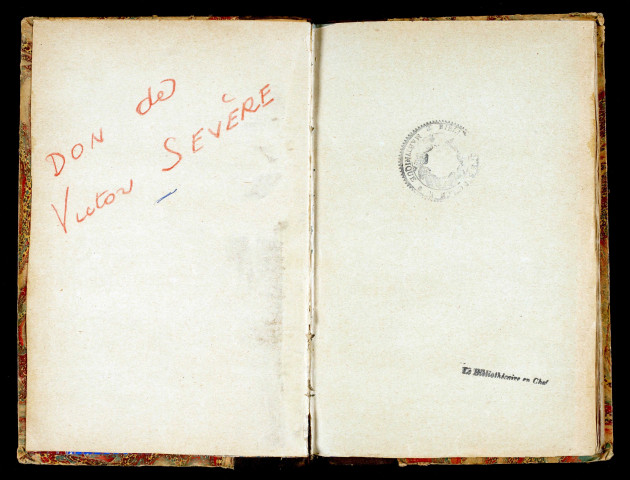 DON de
Victor SEVÈRE
Le Bibliothécaire en Chef